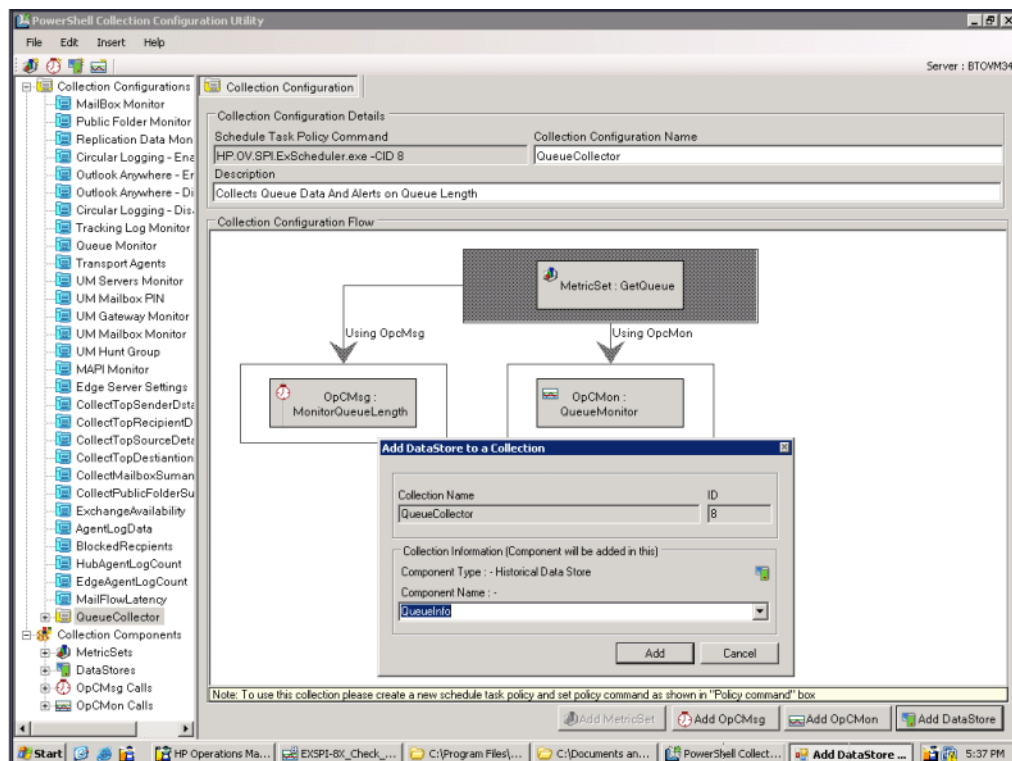 PowerShell Collection Configuration Utility
File Edit Insert Help
Server : BTOVM34
Collection Configurations
MailBox Monitor
Public Folder Monitor
Replication Data Mon
Circular Logging - Ena
Outlook Anywhere - Er
Outlook Anywhere - Di
Circular Logging - Dis
Tracking Log Monitor
Queue Monitor
Transport Agents
UM Servers Monitor
UM Mailbox PIN
UM Gateway Monitor
UM Mailbox Monitor
UM Hunt Group
MAPI Monitor
Edge Server Settings
CollectTopSenderDsta
CollectTopRecipientD
CollectTopSourceDeta
CollectTopDestiantion
CollectMailboxSuman
CollectPublicFolderSu
ExchangeAvailability
AgentLogData
BlockedRecpients
HubAgentLogCount
EdgeAgentLogCount
MailFlowLatency
QueueCollector
Collection Components
MetricSets
DataStores
OpCMsg Calls
OpCMon Calls
Collection Configuration
Collection Configuration Details
Schedule Task Policy Command
Collection Configuration Name
HP.OV.SPI.ExScheduler.exe -CID 8
QueueCollector
Description
Collects Queue Data And Alerts on Queue Length
Collection Configuration Flow
MetricSet : GetQueue
Using OpcMsg
Using OpcMon
OpCMsg :
MonitorQueueLength
OpCMon :
QueueMonitor
Add DataStore to a Collection
Collection Name
ID
QueueCollector
8
Collection Information (Component will be added in this)
Component Type : - Historical Data Store
Component Name : -
QueueInfo
Add
Cancel
Note: To use this collection please create a new schedule task policy and set policy command as shown in "Policy command" box
Add MetricSet
Add OpCMsg
Add OpCMon
Add DataStore
Start
HP Operations Ma...
EXSPI-8X_Check_...
C:\Program Files\...
C:\Documents an...
PowerShell Collect...
Add DataStore ...
5:37 PM